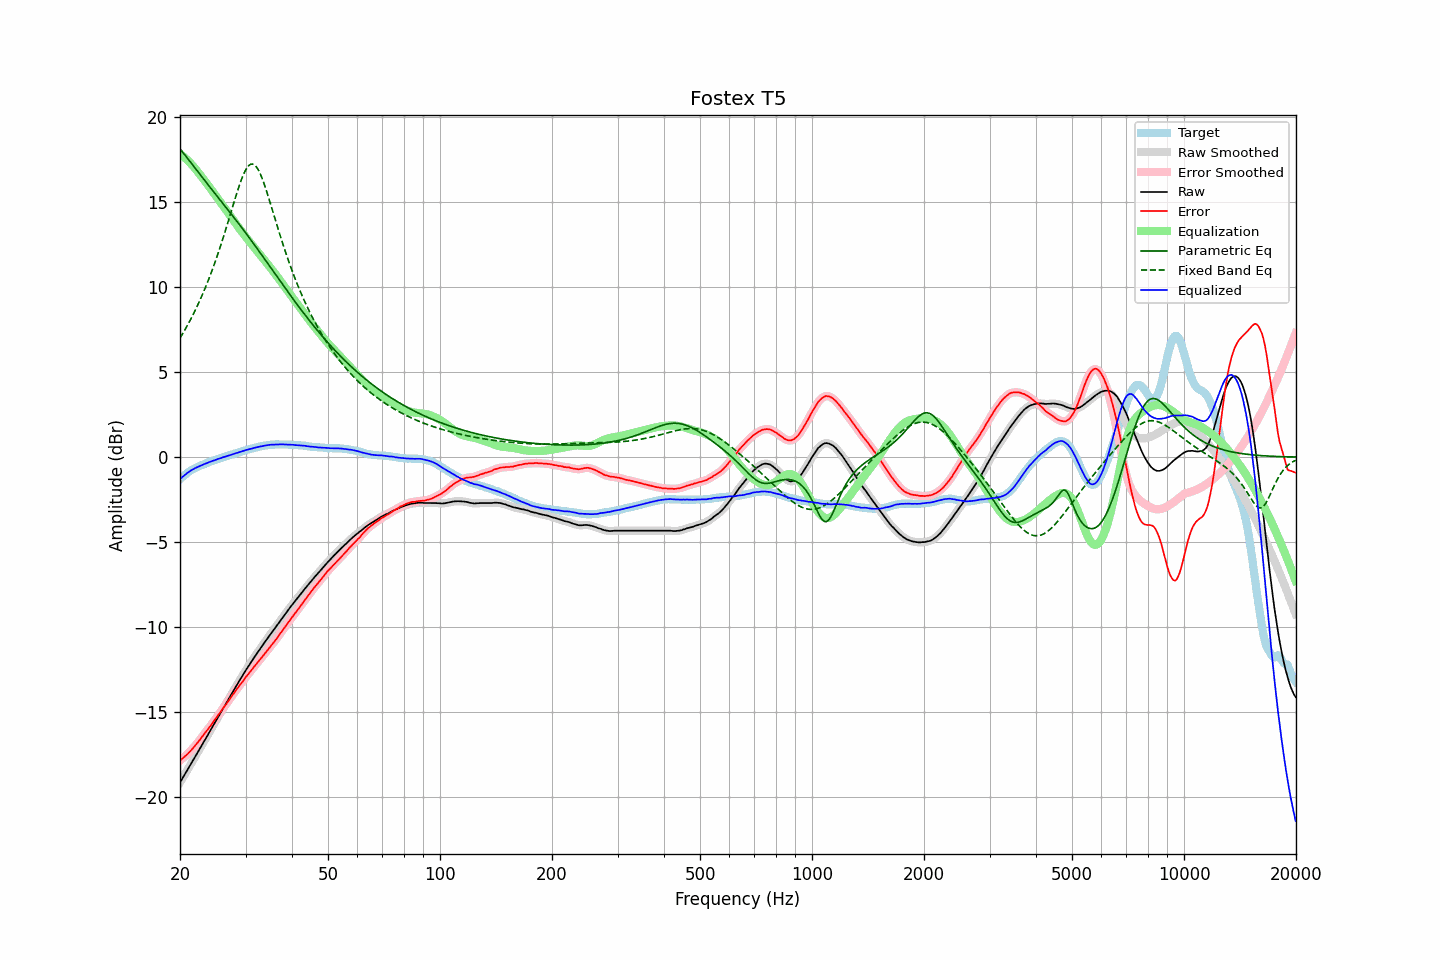 Fostex T5
Amplitude (dBr)
20
15
10
5
0
−5
−10
−15
−20
Target
Raw Smoothed
Error Smoothed
Raw
Error
Equalization
Parametric Eq
Fixed Band Eq
Equalized
20 50 100 200 500 1000 2000 5000 10000 20000
Frequency (Hz)